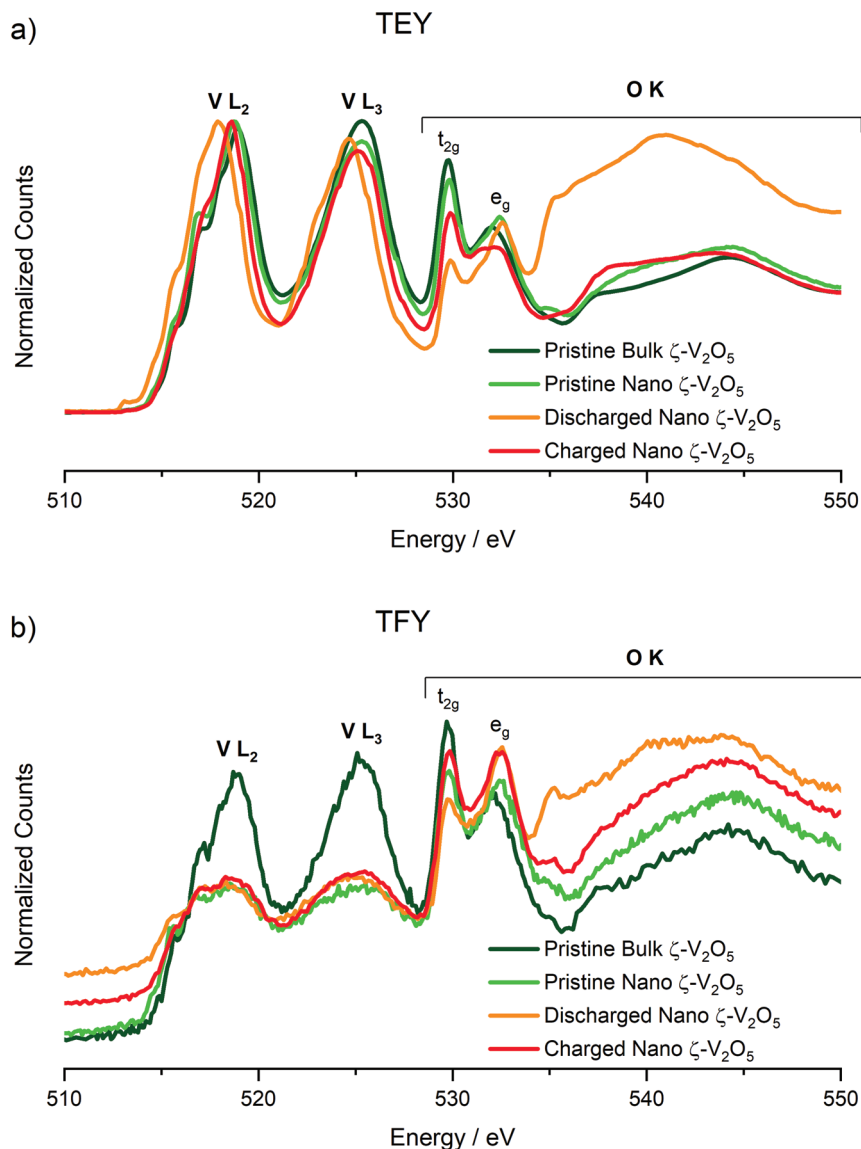 a)
TEY
V L₂
V L₃
O K
t₂g
e_g
Normalized Counts
Pristine Bulk ζ-V₂O₅
Pristine Nano ζ-V₂O₅
Discharged Nano ζ-V₂O₅
Charged Nano ζ-V₂O₅
510 520 530 540 550
Energy / eV
b)
TFY
O K
t₂g
e_g
V L₂
V L₃
Normalized Counts
Pristine Bulk ζ-V₂O₅
Pristine Nano ζ-V₂O₅
Discharged Nano ζ-V₂O₅
Charged Nano ζ-V₂O₅
510 520 530 540 550
Energy / eV